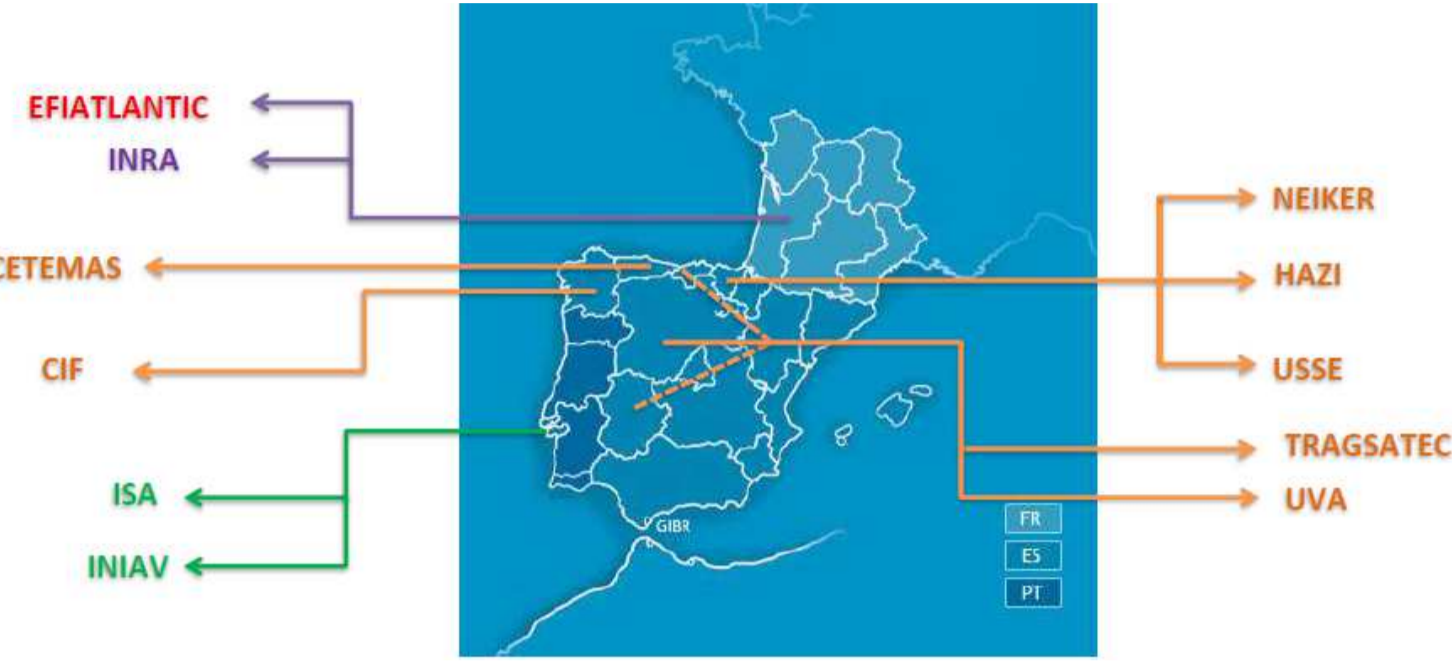 EFIATLANTIC
INRA
CETEMAS
CIF
ISA
INIAV
NEIKER
HAZI
USSE
TRAGSATEC
UVA
GIBR
FR
ES
PT